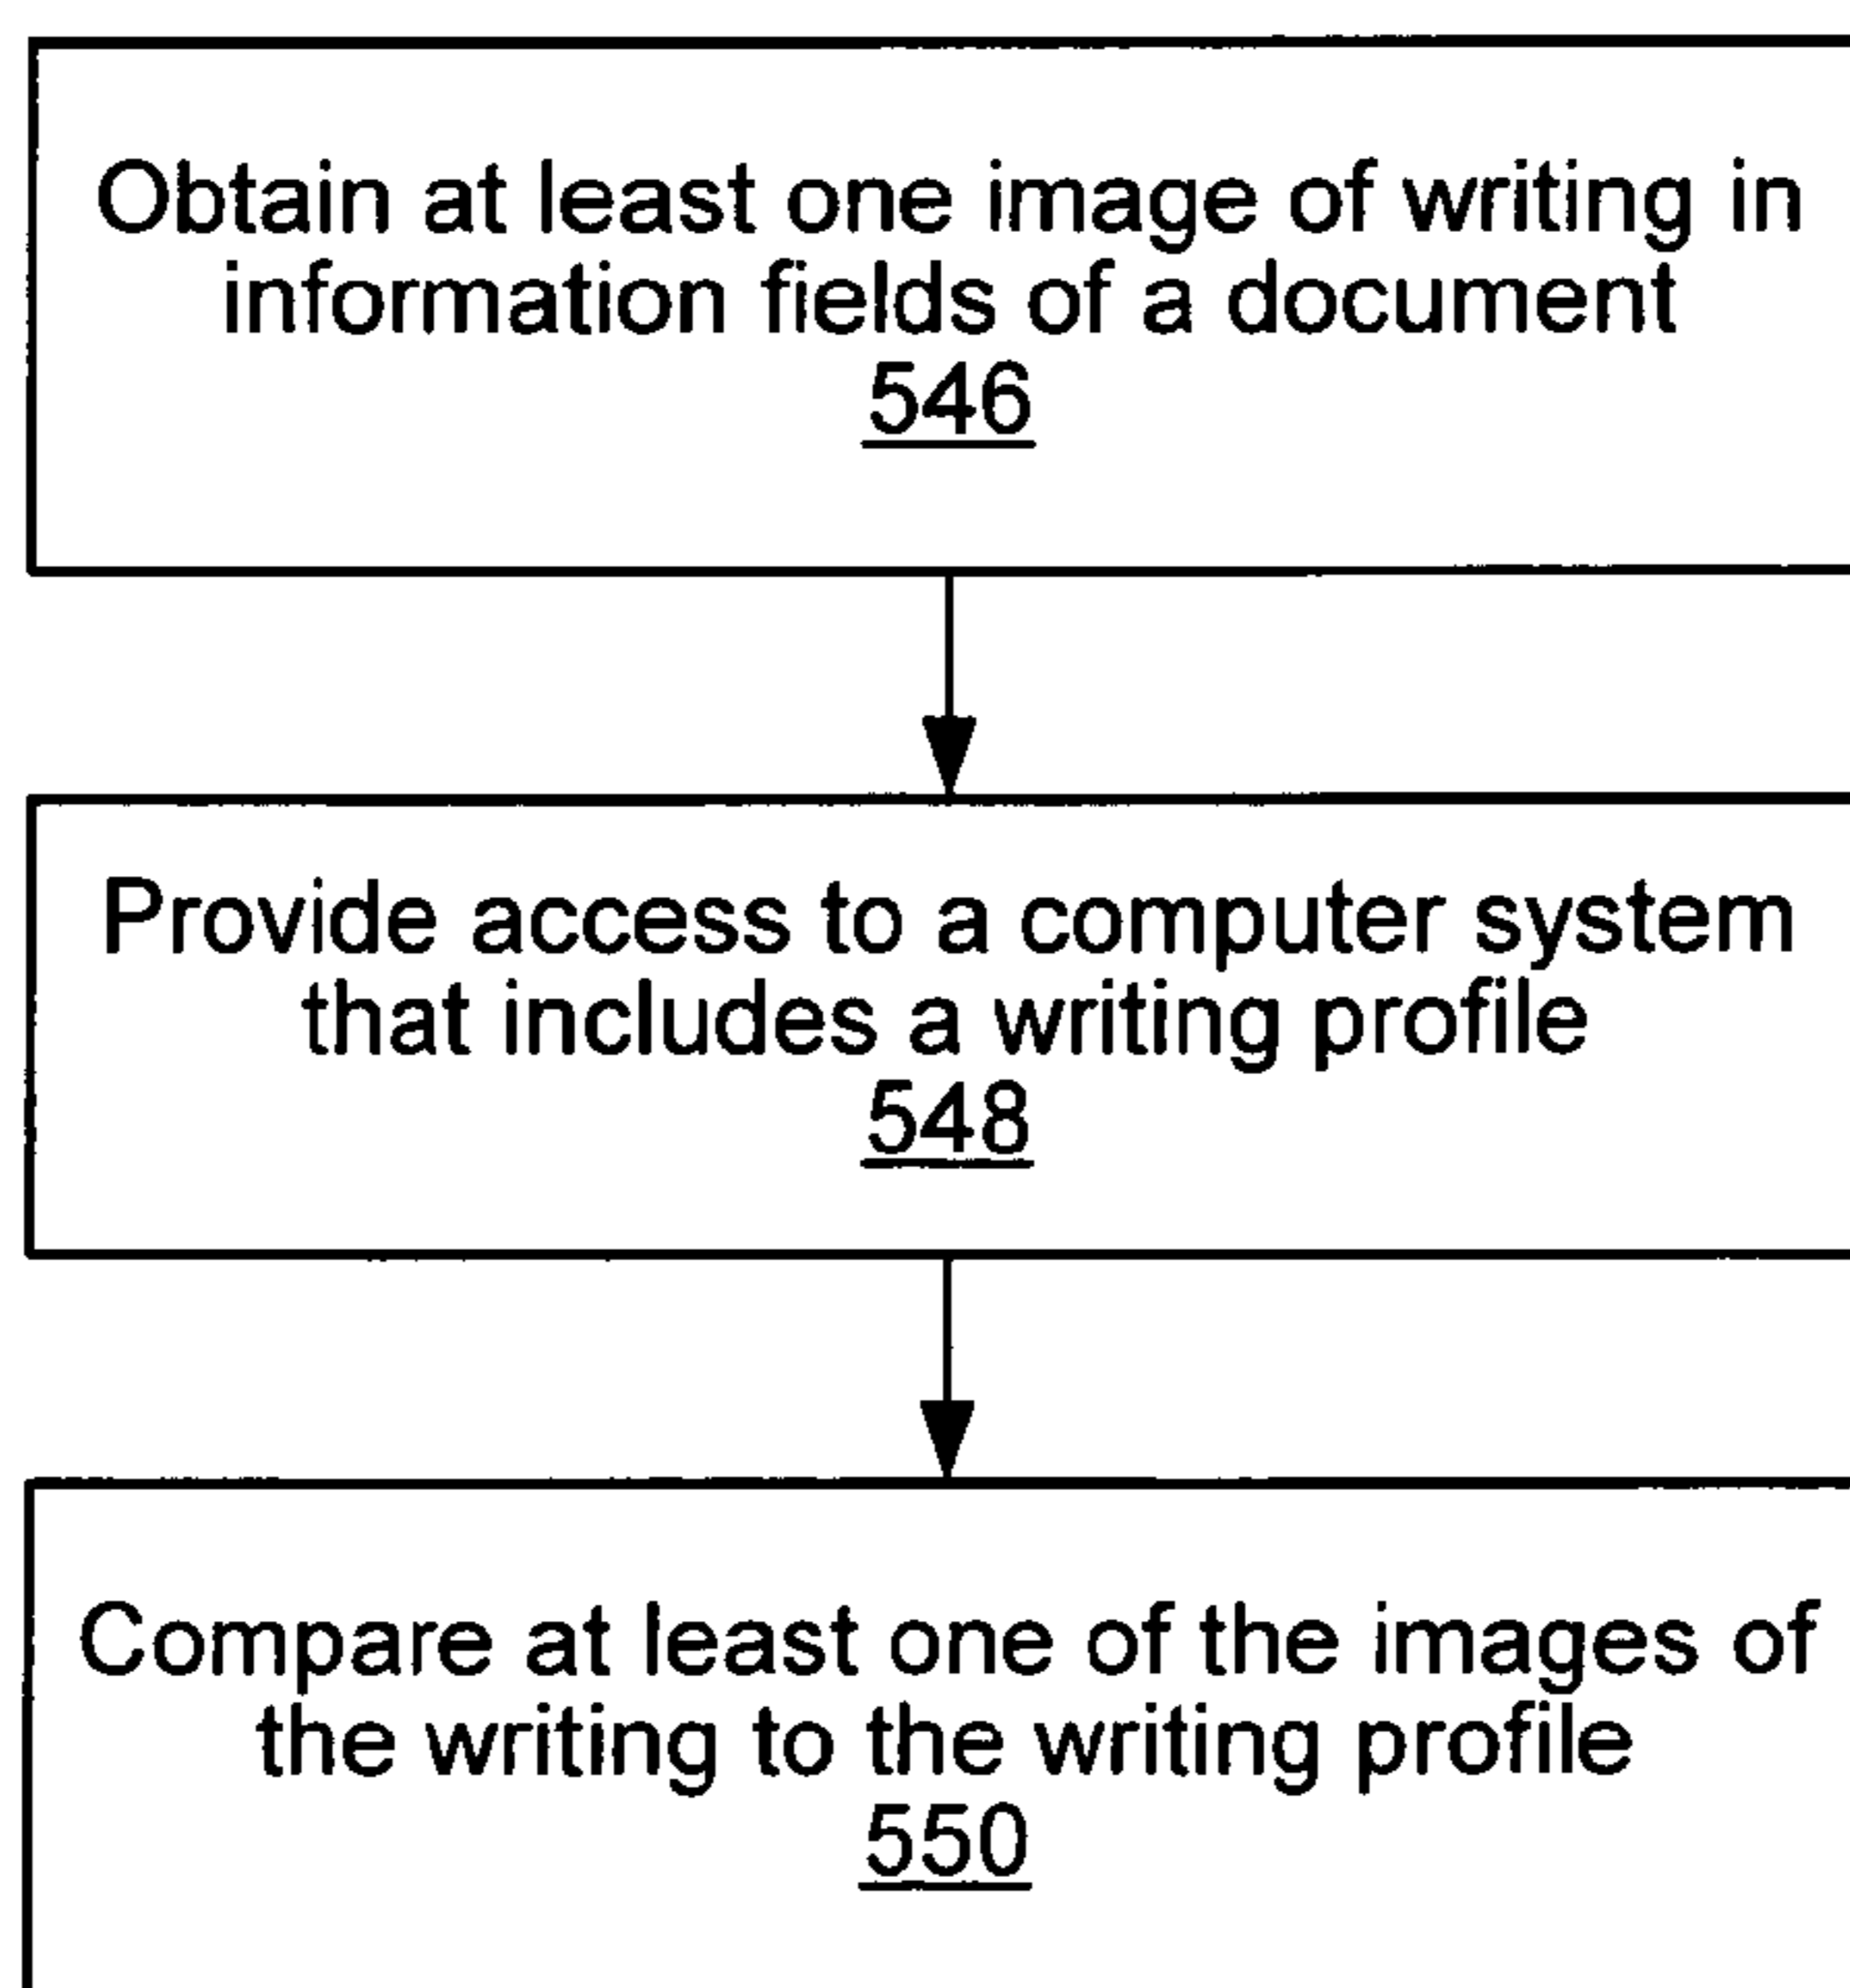 Obtain at least one image of writing in
information fields of a document
546
Provide access to a computer system
that includes a writing profile
548
Compare at least one of the images of
the writing to the writing profile
550